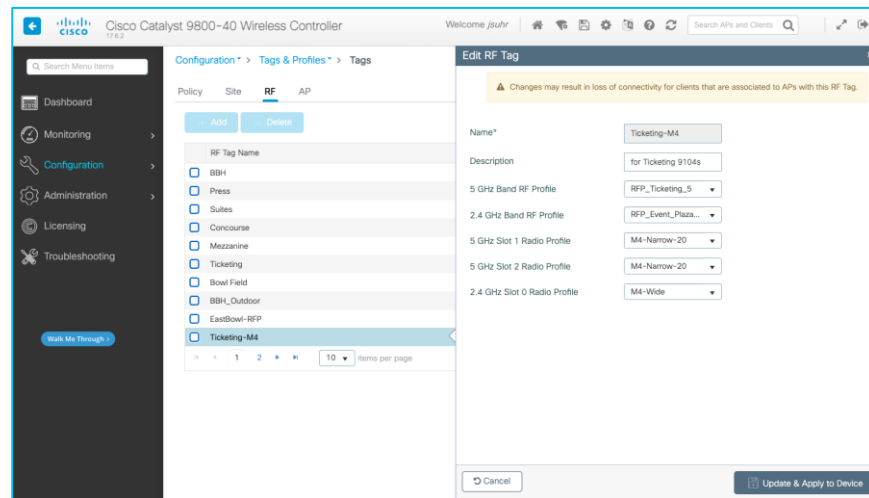 CISCO
Cisco Catalyst 9800-40 Wireless Controller
17.6.2
Welcome jsuhr
Search APs and Clients
Search Menu Items
Dashboard
Monitoring
Configuration
Administration
Licensing
Troubleshooting
Walk Me Through >
Configuration > Tags & Profiles > Tags
Policy Site RF AP
+ Add × Delete
RF Tag Name
BBH
Press
Suites
Concourse
Mezzanine
Ticketing
Bowl Field
BBH_Outdoor
EastBowl-RFP
Ticketing-M4
1 2 10 items per page
Edit RF Tag
Changes may result in loss of connectivity for clients that are associated to APs with this RF Tag.
Name* Ticketing-M4
Description for Ticketing 9104s
5 GHz Band RF Profile RFP_Ticketing_5
2.4 GHz Band RF Profile RFP_Event_Plaza...
5 GHz Slot 1 Radio Profile M4-Narrow-20
5 GHz Slot 2 Radio Profile M4-Narrow-20
2.4 GHz Slot 0 Radio Profile M4-Wide
Cancel
Update & Apply to Device